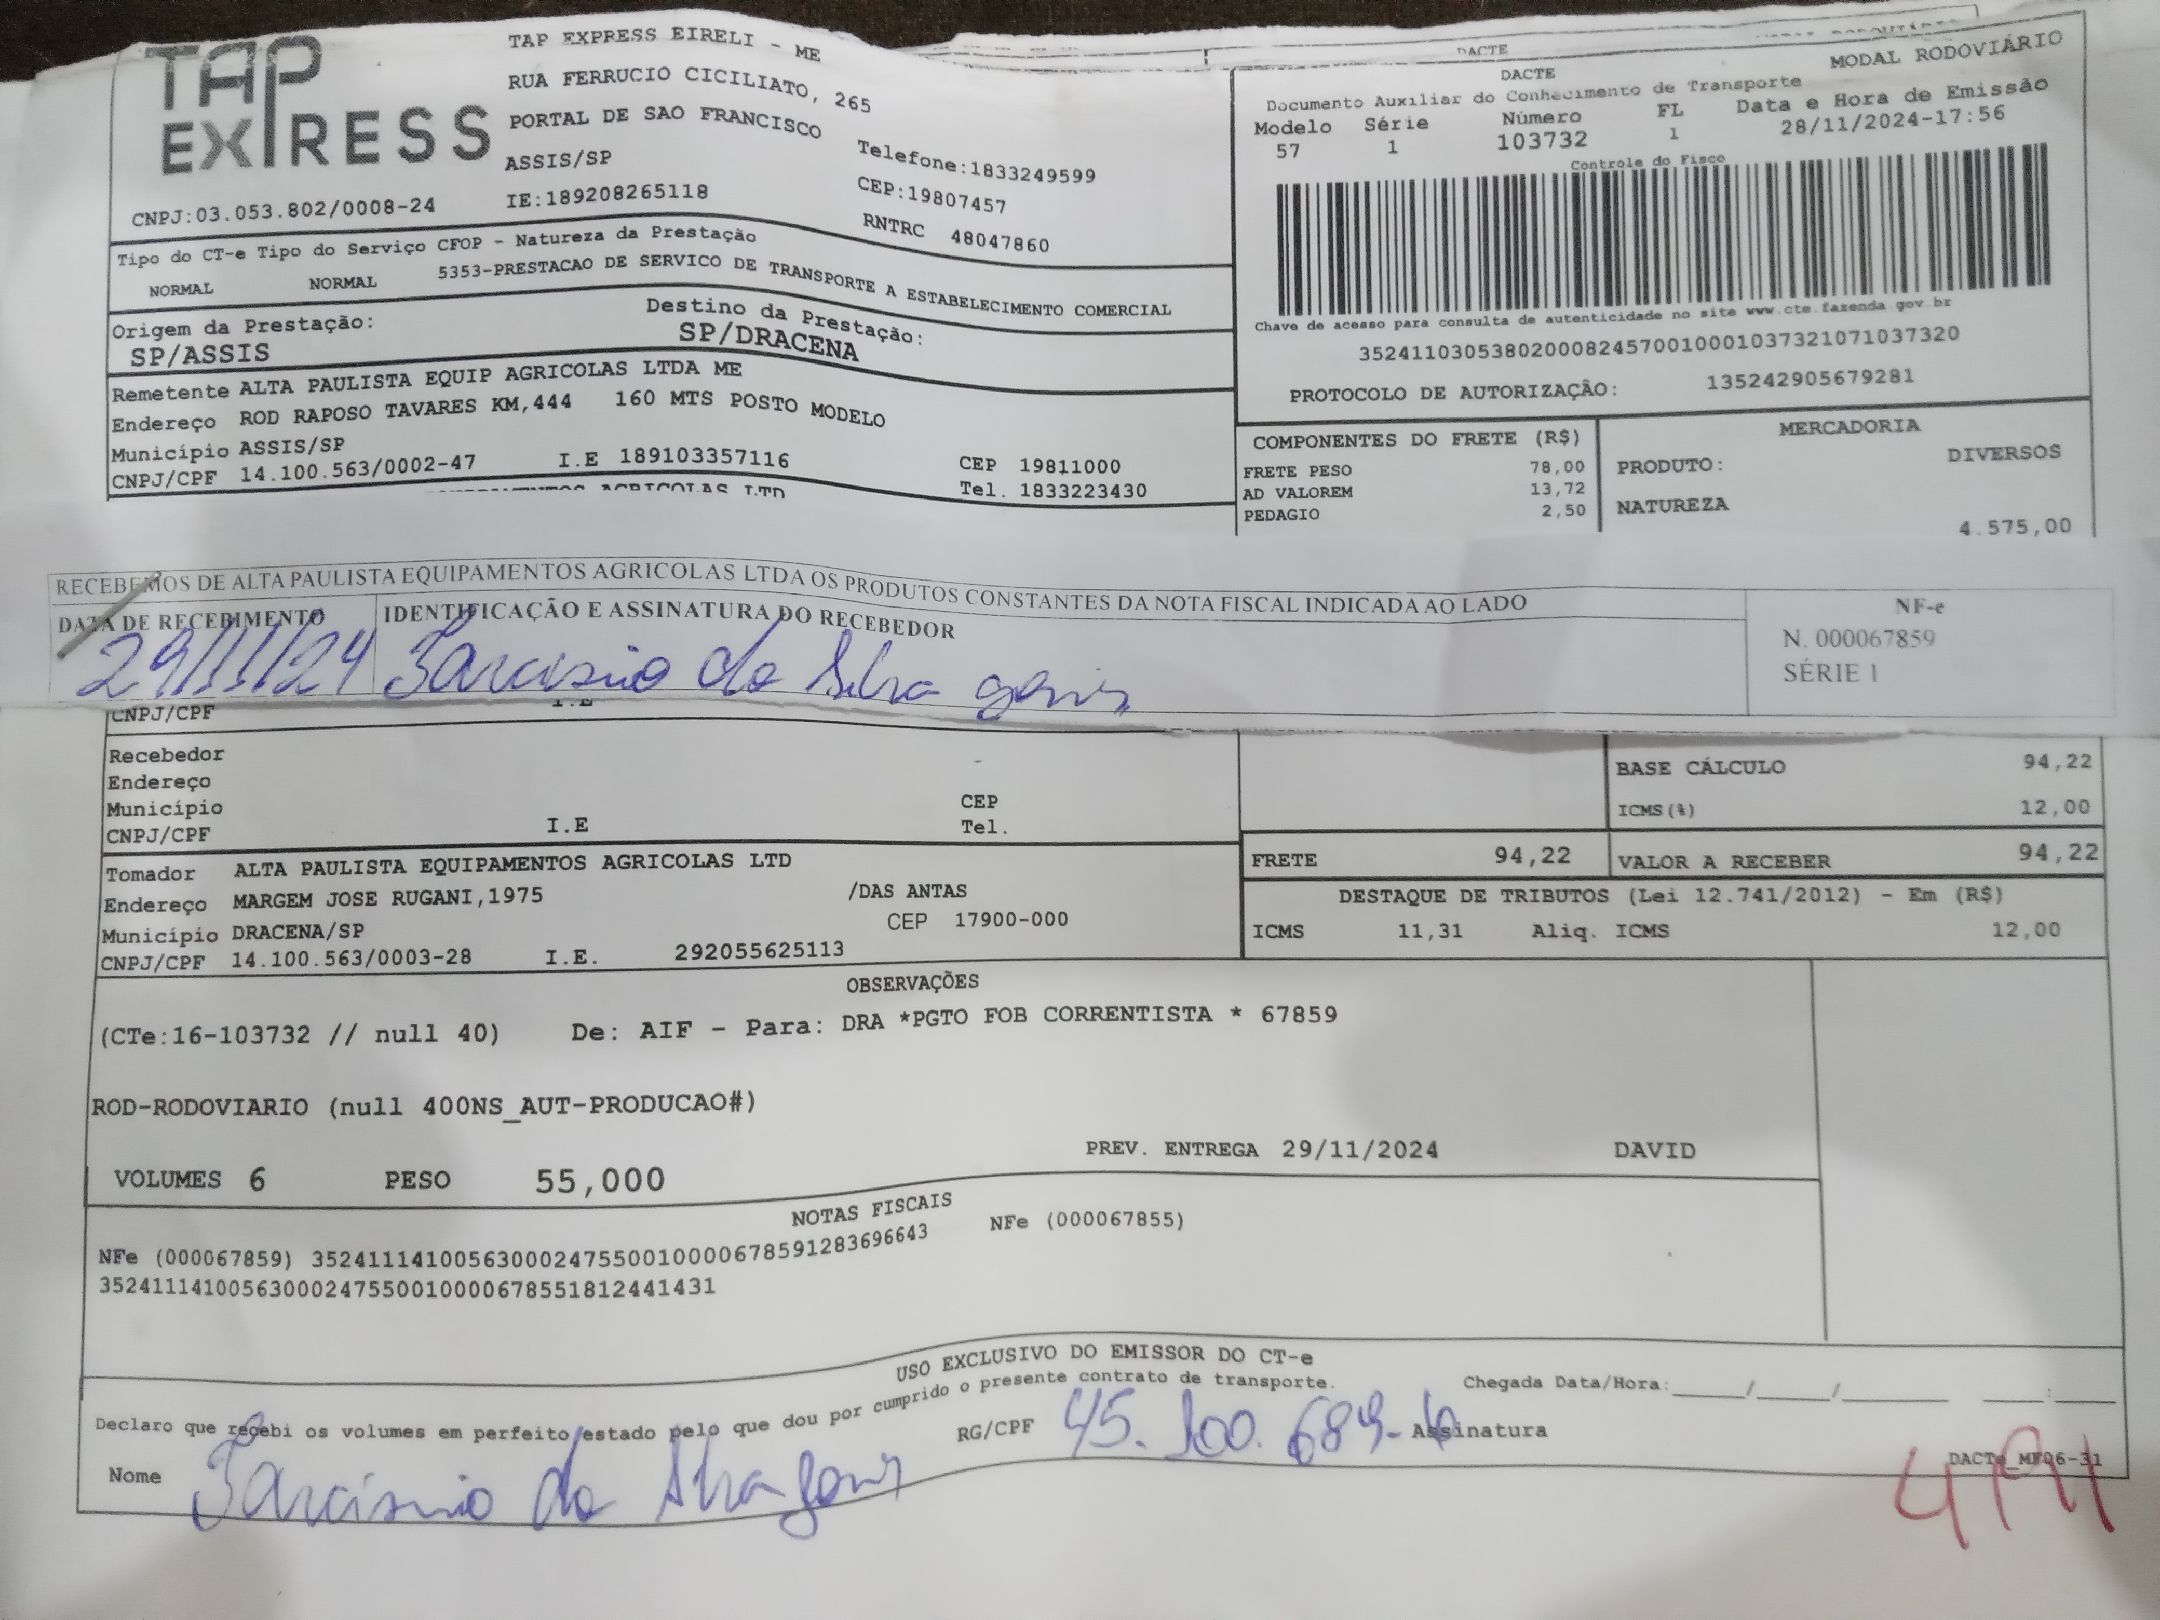 TAP
EXPRESS
TAP EXPRESS EIRELI - ME
RUA FERRUCIO CICILIATO, 265
PORTAL DE SAO FRANCISCO
ASSIS/SP
Telefone:1833249599
IE:189208265118
CEP:19807457
CNPJ:03.053.802/0008-24
RNTRC 48047860
DACTE
DACTE
MODAL RODOVIÁRIO
Documento Auxiliar do Conhecimento de Transporte
Modelo Série Número FL Data e Hora de Emissão
57 1 103732 1 28/11/2024-17:56
Controle do Fisco
Chave de acesso para consulta de autenticidade no site www.cte.fazenda.gov.br
35241103053802000824570010001037321071037320
PROTOCOLO DE AUTORIZAÇÃO: 135242905679281
Tipo do CT-e Tipo do Serviço CFOP - Natureza da Prestação
NORMAL NORMAL 5353-PRESTACAO DE SERVICO DE TRANSPORTE A ESTABELECIMENTO COMERCIAL
Origem da Prestação: Destino da Prestação:
SP/ASSIS SP/DRACENA
Remetente ALTA PAULISTA EQUIP AGRICOLAS LTDA ME
Endereço ROD RAPOSO TAVARES KM,444 160 MTS POSTO MODELO
Município ASSIS/SP CEP 19811000
CNPJ/CPF 14.100.563/0002-47 I.E 189103357116 Tel. 1833223430
AGRICOLAS LTD
COMPONENTES DO FRETE (R$)
FRETE PESO 78,00
AD VALOREM 13,72
PEDAGIO 2,50
MERCADORIA
PRODUTO: DIVERSOS
NATUREZA
4.575,00
RECEBEMOS DE ALTA PAULISTA EQUIPAMENTOS AGRICOLAS LTDA OS PRODUTOS CONSTANTES DA NOTA FISCAL INDICADA AO LADO
DATA DE RECEBIMENTO IDENTIFICAÇÃO E ASSINATURA DO RECEBEDOR
29/11/24 da
NF-e
N. 000067859
SÉRIE 1
CNPJ/CPF I.E
Recebedor
Endereço
Município CEP
CNPJ/CPF I.E Tel.
BASE CÁLCULO 94,22
ICMS(%) 12,00
FRETE 94,22 VALOR A RECEBER 94,22
DESTAQUE DE TRIBUTOS (Lei 12.741/2012) - Em (R$)
ICMS 11,31 Aliq. ICMS 12,00
Tomador ALTA PAULISTA EQUIPAMENTOS AGRICOLAS LTD
Endereço MARGEM JOSE RUGANI,1975 /DAS ANTAS
Município DRACENA/SP CEP 17900-000
CNPJ/CPF 14.100.563/0003-28 I.E. 292055625113
OBSERVAÇÕES
(CTe:16-103732 // null 40) De: AIF - Para: DRA *PGTO FOB CORRENTISTA * 67859
ROD-RODOVIARIO (null 400NS_AUT-PRODUCAO#)
PREV. ENTREGA 29/11/2024 DAVID
VOLUMES 6 PESO 55,000
NOTAS FISCAIS
NFe (000067859) 35241114100563000247550010000678591283696643 NFe (000067855)
35241114100563000247550010000678551812441431
USO EXCLUSIVO DO EMISSOR DO CT-e
Declaro que recebi os volumes em perfeito estado pelo que dou por cumprido o presente contrato de transporte.
Chegada Data/Hora:____/____/______ ___:____
Nome da
RG/CPF 45.100.689-6 Assinatura
DACTe_MF06-31